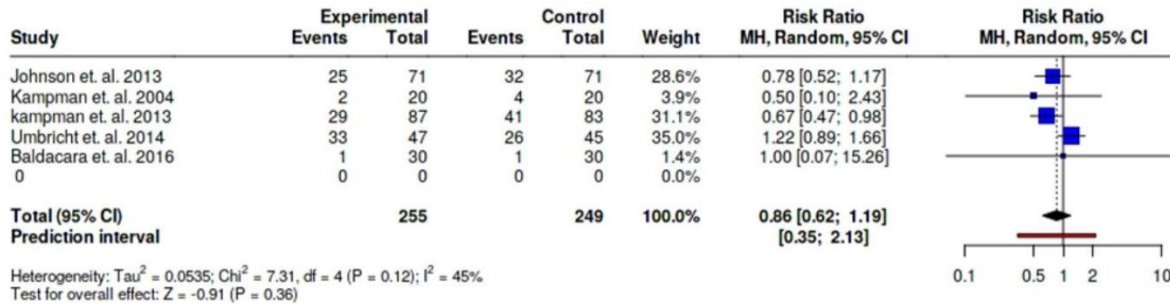 Experimental Control Risk Ratio Risk Ratio
Study Events Total Events Total Weight MH, Random, 95% CI MH, Random, 95% CI
Johnson et. al. 2013 25 71 32 71 28.6% 0.78 [0.52; 1.17]
Kampman et. al. 2004 2 20 4 20 3.9% 0.50 [0.10; 2.43]
kampman et. al. 2013 29 87 41 83 31.1% 0.67 [0.47; 0.98]
Umbricht et. al. 2014 33 47 26 45 35.0% 1.22 [0.89; 1.66]
Baldacara et. al. 2016 1 30 1 30 1.4% 1.00 [0.07; 15.26]
0 0 0 0 0 0.0%
Total (95% CI) 255 249 100.0% 0.86 [0.62; 1.19]
Prediction interval [0.35; 2.13]
0.1 0.5 1 2 10
Heterogeneity: Tau² = 0.0535; Chi² = 7.31, df = 4 (P = 0.12); I² = 45%
Test for overall effect: Z = -0.91 (P = 0.36)